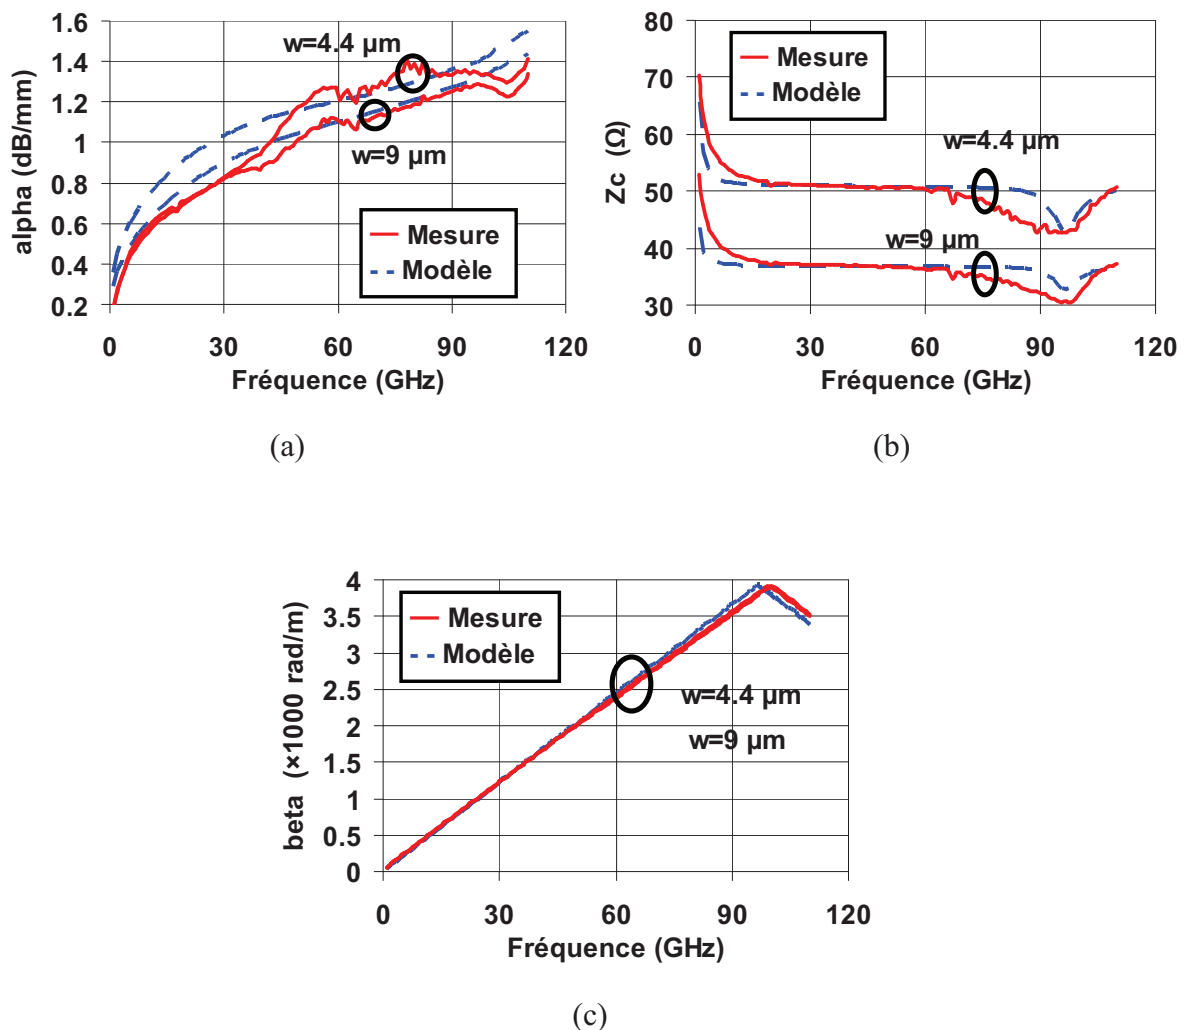 1.6
1.4
1.2
1
0.8
0.6
0.4
0.2
alpha (dB/mm)
w=4.4 µm
w=9 µm
Mesure
Modèle
0 30 60 90 120
Fréquence (GHz)
(a)
80
70
60
50
40
30
Zc (Ω)
Mesure
Modèle
w=4.4 µm
w=9 µm
0 30 60 90 120
Fréquence (GHz)
(b)
4
3.5
3
2.5
2
1.5
1
0.5
0
beta (×1000 rad/m)
Mesure
Modèle
w=4.4 µm
w=9 µm
0 30 60 90 120
Fréquence (GHz)
(c)